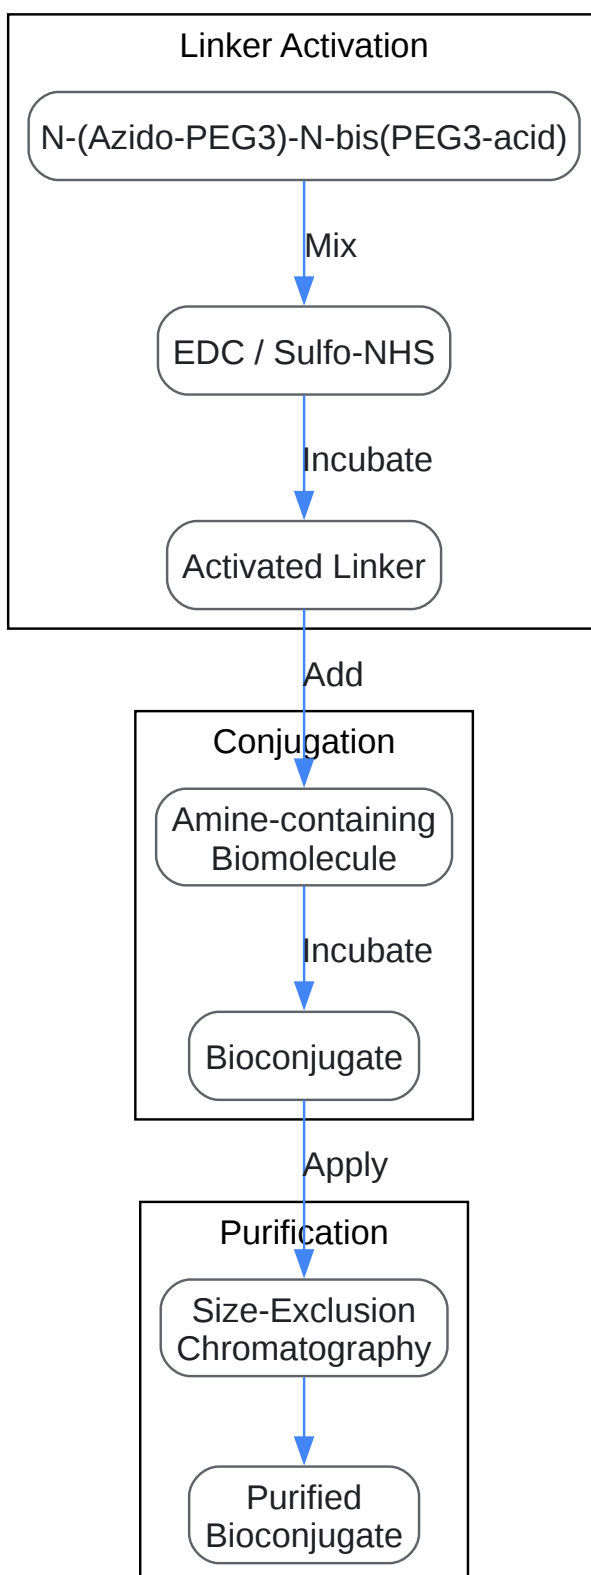 Linker Activation
N-(Azido-PEG3)-N-bis(PEG3-acid)
Mix
EDC / Sulfo-NHS
Incubate
Activated Linker
Add
Conjugation
Amine-containing
Biomolecule
Incubate
Bioconjugate
Apply
Purification
Size-Exclusion
Chromatography
Purified
Bioconjugate